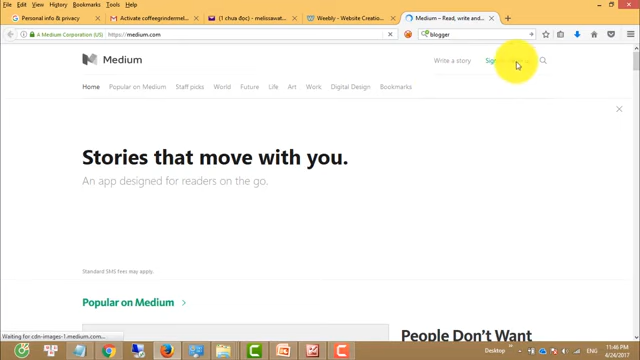 File Edit View History Bookmarks Tools Help
Personal info & privacy
Activate coffeegrindermel
(1 chưa đọc) - melissawat
Weebly - Website Creatio...
Medium – Read, write and...
A Medium Corporation (US)
https://medium.com
blogger
Medium
Write a story
Home Popular on Medium Staff picks World Future Life Art Work Digital Design Bookmarks
Stories that move with you.
An app designed for readers on the go.
Standard SMS fees may apply.
Popular on Medium
People Don’t Want
Waiting for cdn-images-1.medium.com...
Desktop
ENG
11:46 PM
4/24/2017